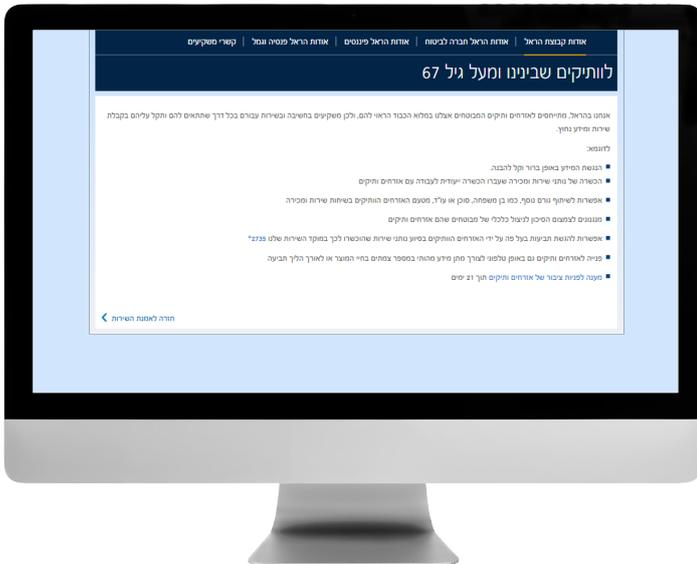 אודות קבוצת הראל | אודות הראל חברה לביטוח | אודות הראל פיננסים | אודות הראל פנסיה וגמל | קשרי משקיעים
לוותיקים שבינינו ומעל גיל 67
אנחנו בהראל, מתייחסים לאזרחים ותיקים המבוטחים אצלנו במלוא הכבוד הראוי להם, ולכן משקיעים בחשיבה ובשירות עבורם בכל דרך שתתאים להם ותקל עליהם בקבלת
שירות ומידע נחוץ.
לדוגמא:
הנגשת המידע באופן ברור וקל להבנה.
הכשרה של נותני שירות ומכירה שעברו הכשרה ייעודית לעבודה עם אזרחים ותיקים
אפשרות לשיתוף גורם נוסף, כמו בן משפחה, סוכן או עו"ד, מטעם האזרחים הוותיקים בשיחות שירות ומכירה
מנגנונים לצמצום הסיכון לניצול כלכלי של מבוטחים שהם אזרחים ותיקים
אפשרות להגשת תביעות בעל פה על ידי האזרחים הוותיקים בסיוע נותני שירות שהוכשרו לכך במוקד השירות שלנו 2735*
פנייה לאזרחים ותיקים גם באופן טלפוני לצורך מתן מידע מהותי במספר צמתים בחיי המוצר או לאורך הליך תביעה
מענה לפניות ציבור של אזרחים ותיקים תוך 21 ימים
חזרה לאמנת השירות